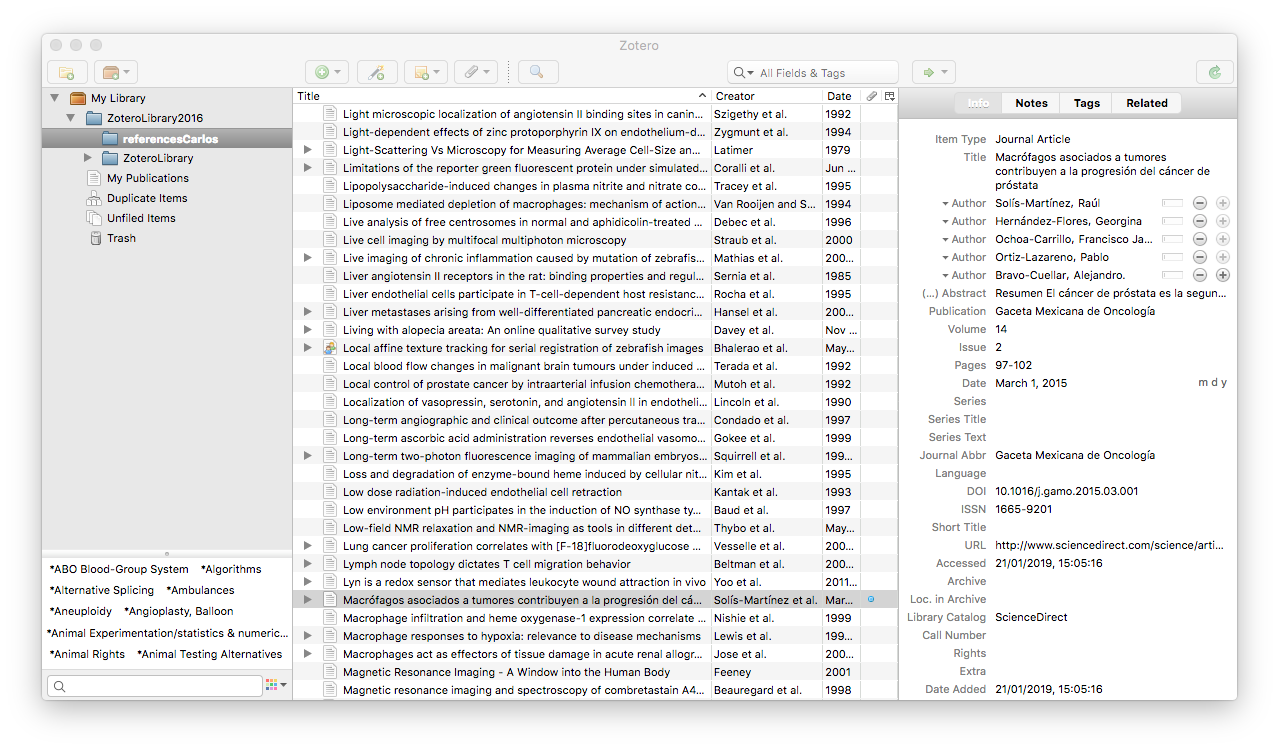 Zotero
All Fields & Tags
My Library
ZoteroLibrary2016
referencesCarlos
ZoteroLibrary
My Publications
Duplicate Items
Unfiled Items
Trash
*ABO Blood-Group System *Algorithms
*Alternative Splicing *Ambulances
*Aneuploidy *Angioplasty, Balloon
*Animal Experimentation/statistics & numeric...
*Animal Rights *Animal Testing Alternatives
Title Creator Date
Light microscopic localization of angiotensin II binding sites in canin... Szigethy et al. 1992
Light-dependent effects of zinc protoporphyrin IX on endothelium-d... Zygmunt et al. 1994
Light-Scattering Vs Microscopy for Measuring Average Cell-Size an... Latimer 1979
Limitations of the reporter green fluorescent protein under simulated... Coralli et al. Jun ...
Lipopolysaccharide-induced changes in plasma nitrite and nitrate co... Tracey et al. 1995
Liposome mediated depletion of macrophages: mechanism of action... Van Rooijen and S... 1994
Live analysis of free centrosomes in normal and aphidicolin-treated ... Debec et al. 1996
Live cell imaging by multifocal multiphoton microscopy Straub et al. 2000
Live imaging of chronic inflammation caused by mutation of zebrafis... Mathias et al. 200...
Liver angiotensin II receptors in the rat: binding properties and regul... Sernia et al. 1985
Liver endothelial cells participate in T-cell-dependent host resistanc... Rocha et al. 1995
Liver metastases arising from well-differentiated pancreatic endocri... Hansel et al. 200...
Living with alopecia areata: An online qualitative survey study Davey et al. Nov ...
Local affine texture tracking for serial registration of zebrafish images Bhalerao et al. May...
Local blood flow changes in malignant brain tumours under induced ... Terada et al. 1992
Local control of prostate cancer by intraarterial infusion chemothera... Mutoh et al. 1992
Localization of vasopressin, serotonin, and angiotensin II in endotheli... Lincoln et al. 1990
Long-term angiographic and clinical outcome after percutaneous tra... Condado et al. 1997
Long-term ascorbic acid administration reverses endothelial vasomo... Gokee et al. 1999
Long-term two-photon fluorescence imaging of mammalian embryos... Squirrell et al. 199...
Loss and degradation of enzyme-bound heme induced by cellular nit... Kim et al. 1995
Low dose radiation-induced endothelial cell retraction Kantak et al. 1993
Low environment pH participates in the induction of NO synthase ty... Baud et al. 1997
Low-field NMR relaxation and NMR-imaging as tools in different det... Thybo et al. May...
Lung cancer proliferation correlates with [F-18]fluorodeoxyglucose ... Vesselle et al. 200...
Lymph node topology dictates T cell migration behavior Beltman et al. 200...
Lyn is a redox sensor that mediates leukocyte wound attraction in vivo Yoo et al. 2011...
Macrófagos asociados a tumores contribuyen a la progresión del cá... Solís-Martínez et al. Mar...
Macrophage infiltration and heme oxygenase-1 expression correlate ... Nishie et al. 1999
Macrophage responses to hypoxia: relevance to disease mechanisms Lewis et al. 199...
Macrophages act as effectors of tissue damage in acute renal allogr... Jose et al. 200...
Magnetic Resonance Imaging - A Window into the Human Body Feeney 2001
Magnetic resonance imaging and spectroscopy of combretastain A4... Beauregard et al. 1998
Info Notes Tags Related
Item Type Journal Article
Title Macrófagos asociados a tumores
contribuyen a la progresión del cáncer de
próstata
Author Solís-Martínez, Raúl
Author Hernández-Flores, Georgina
Author Ochoa-Carrillo, Francisco Ja...
Author Ortiz-Lazareno, Pablo
Author Bravo-Cuellar, Alejandro.
(...) Abstract Resumen El cáncer de próstata es la segun...
Publication Gaceta Mexicana de Oncología
Volume 14
Issue 2
Pages 97-102
Date March 1, 2015 m d y
Series
Series Title
Series Text
Journal Abbr Gaceta Mexicana de Oncología
Language
DOI 10.1016/j.gamo.2015.03.001
ISSN 1665-9201
Short Title
URL http://www.sciencedirect.com/science/arti...
Accessed 21/01/2019, 15:05:16
Archive
Loc. in Archive
Library Catalog ScienceDirect
Call Number
Rights
Extra
Date Added 21/01/2019, 15:05:16